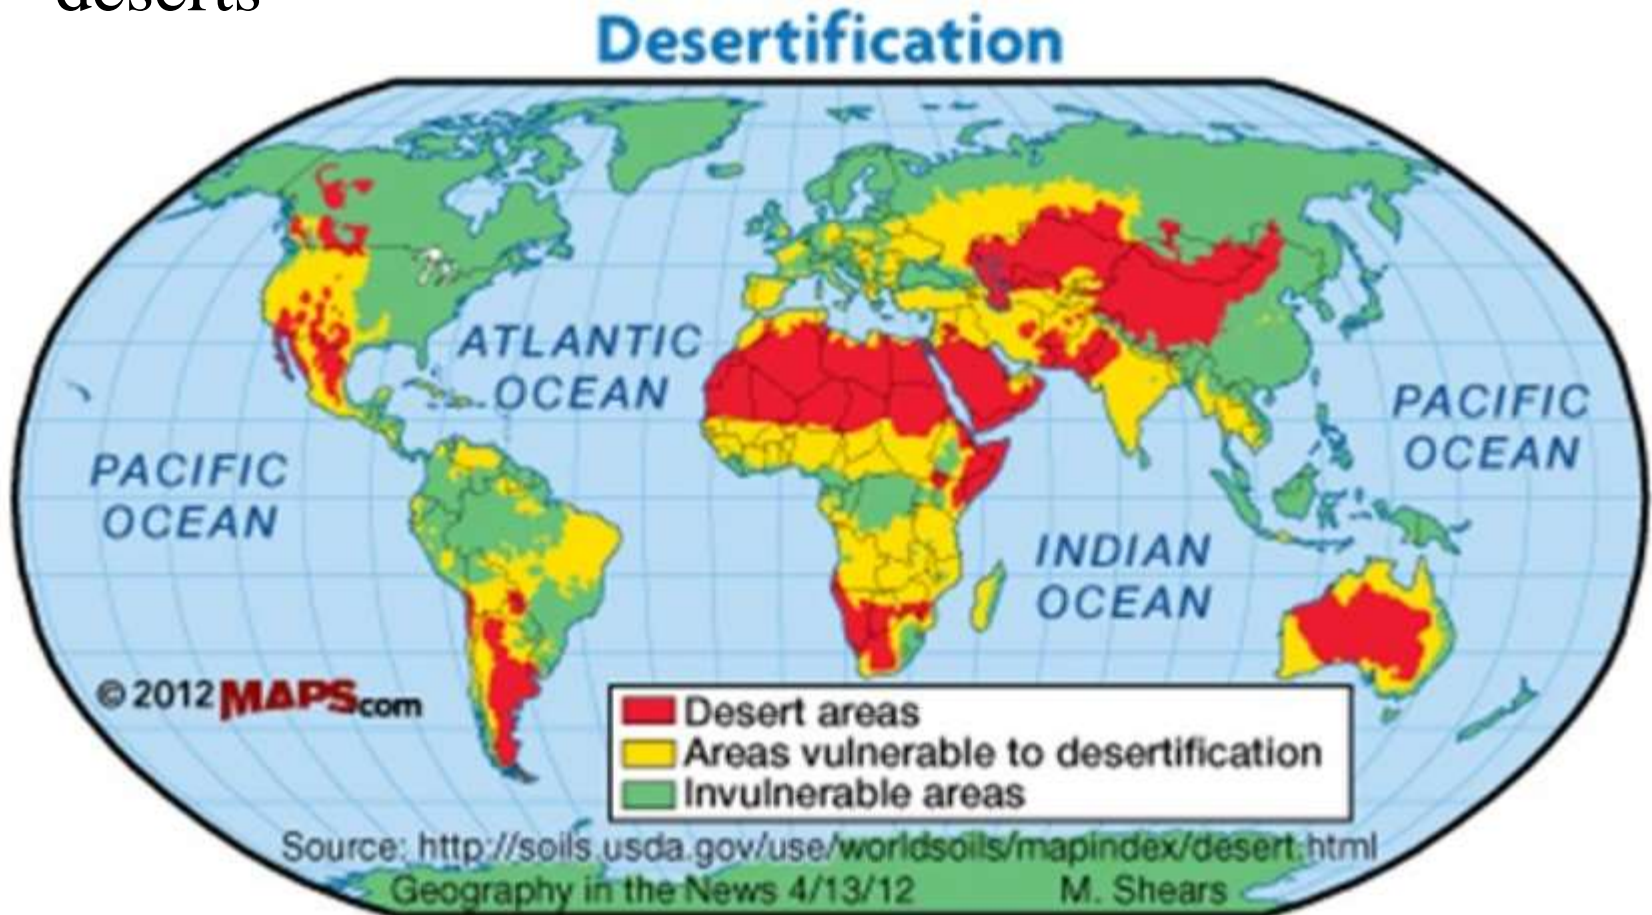 deserts
Desertification
ATLANTIC
OCEAN
PACIFIC
OCEAN
PACIFIC
OCEAN
INDIAN
OCEAN
© 2012 MAPS.com
Desert areas
Areas vulnerable to desertification
Invulnerable areas
Source: http://soils.usda.gov/use/worldsoils/mapindex/desert.html
Geography in the News 4/13/12 M. Shears